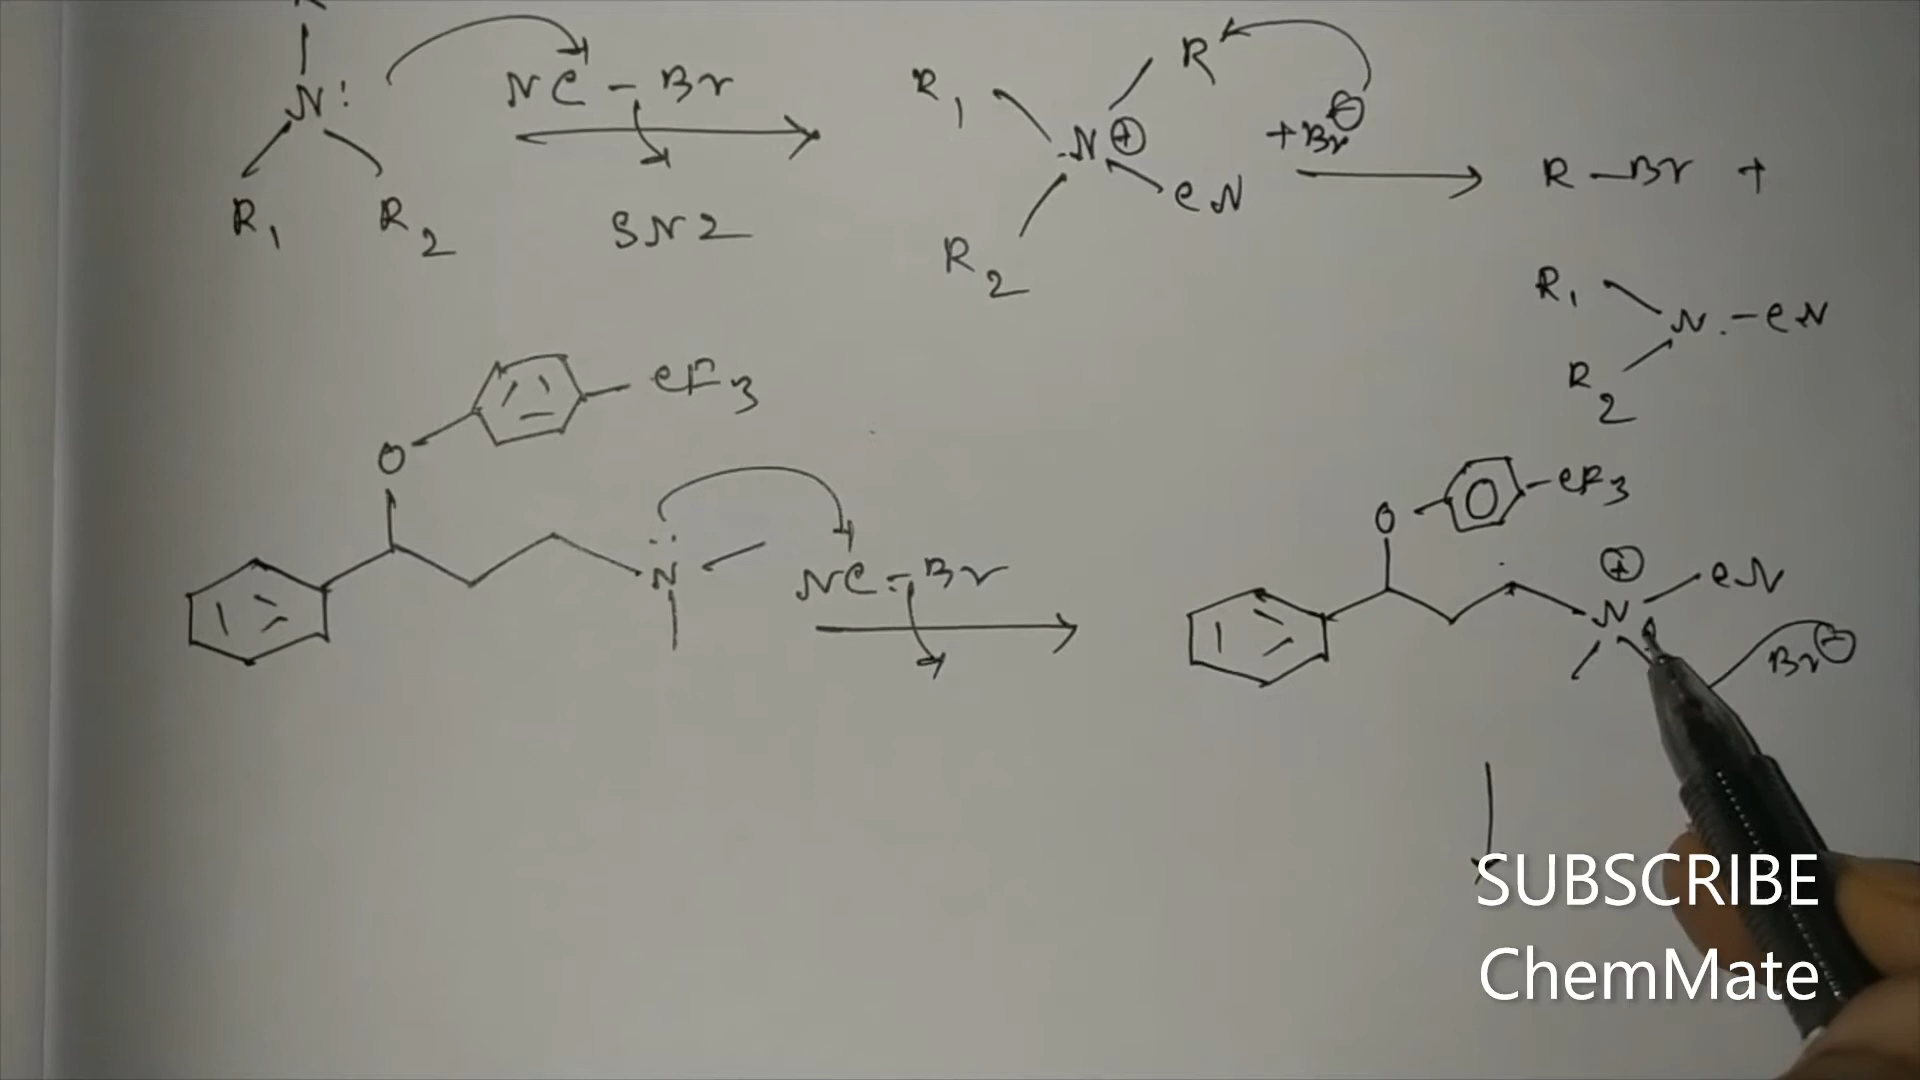 R
N:
R1
R2
NC - Br
SN2
R1
R
N⊕
R2
CN
+Br⊖
R - Br +
R1
N - CN
R2
O
CF3
N
NC - Br
O
CF3
⊕
N
CN
Br⊖
SUBSCRIBE
ChemMate